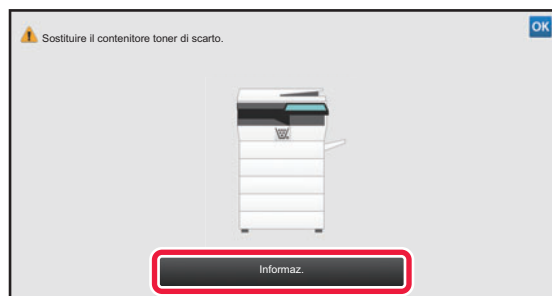 Sostituire il contenitore toner di scarto.
OK
Informaz.